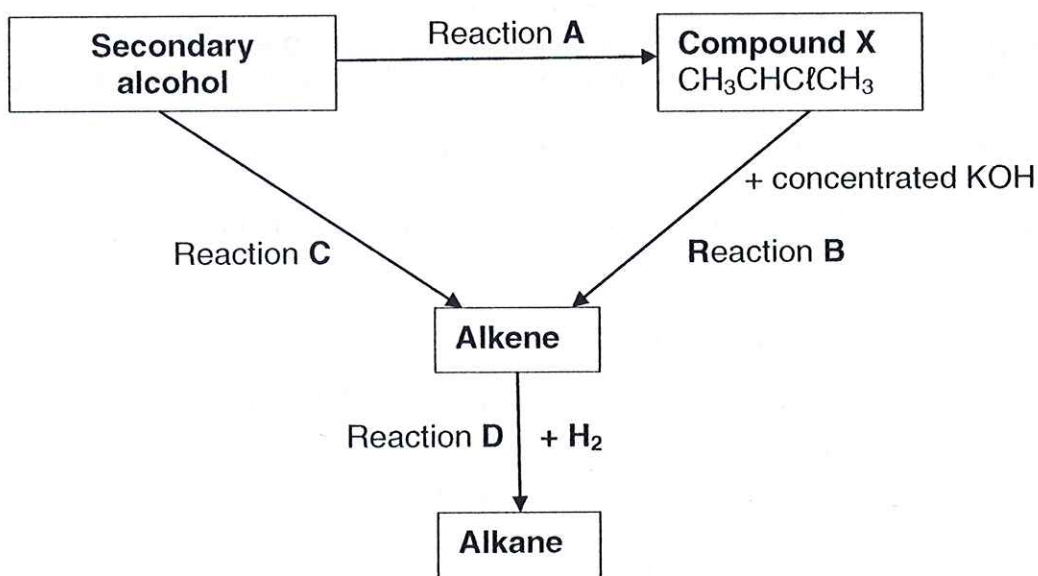 Secondary
alcohol
Reaction A
Compound X
CH₃CHCℓCH₃
+ concentrated KOH
Reaction C
Reaction B
Alkene
Reaction D
+ H₂
Alkane